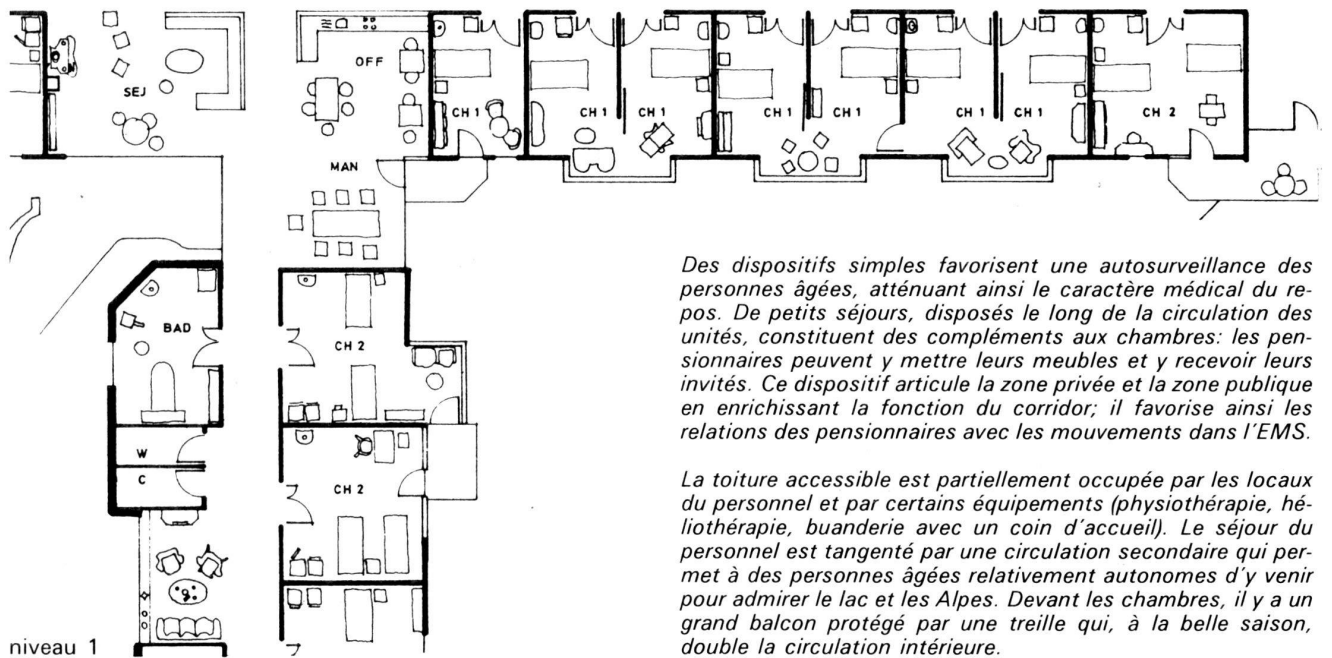 SEJ
OFF
MAN
CH 1
CH 1
CH 1
CH 1
CH 1
CH 1
CH 1
CH 2
BAD
CH 2
W
C
CH 2
niveau 1
Des dispositifs simples favorisent une autosurveillance des
personnes âgées, atténuant ainsi le caractère médical du re-
pos. De petits séjours, disposés le long de la circulation des
unités, constituent des compléments aux chambres: les pen-
sionnaires peuvent y mettre leurs meubles et y recevoir leurs
invités. Ce dispositif articule la zone privée et la zone publique
en enrichissant la fonction du corridor; il favorise ainsi les
relations des pensionnaires avec les mouvements dans l'EMS.
La toiture accessible est partiellement occupée par les locaux
du personnel et par certains équipements (physiothérapie, hé-
liothérapie, buanderie avec un coin d'accueil). Le séjour du
personnel est tangenté par une circulation secondaire qui per-
met à des personnes âgées relativement autonomes d'y venir
pour admirer le lac et les Alpes. Devant les chambres, il y a un
grand balcon protégé par une treille qui, à la belle saison,
double la circulation intérieure.